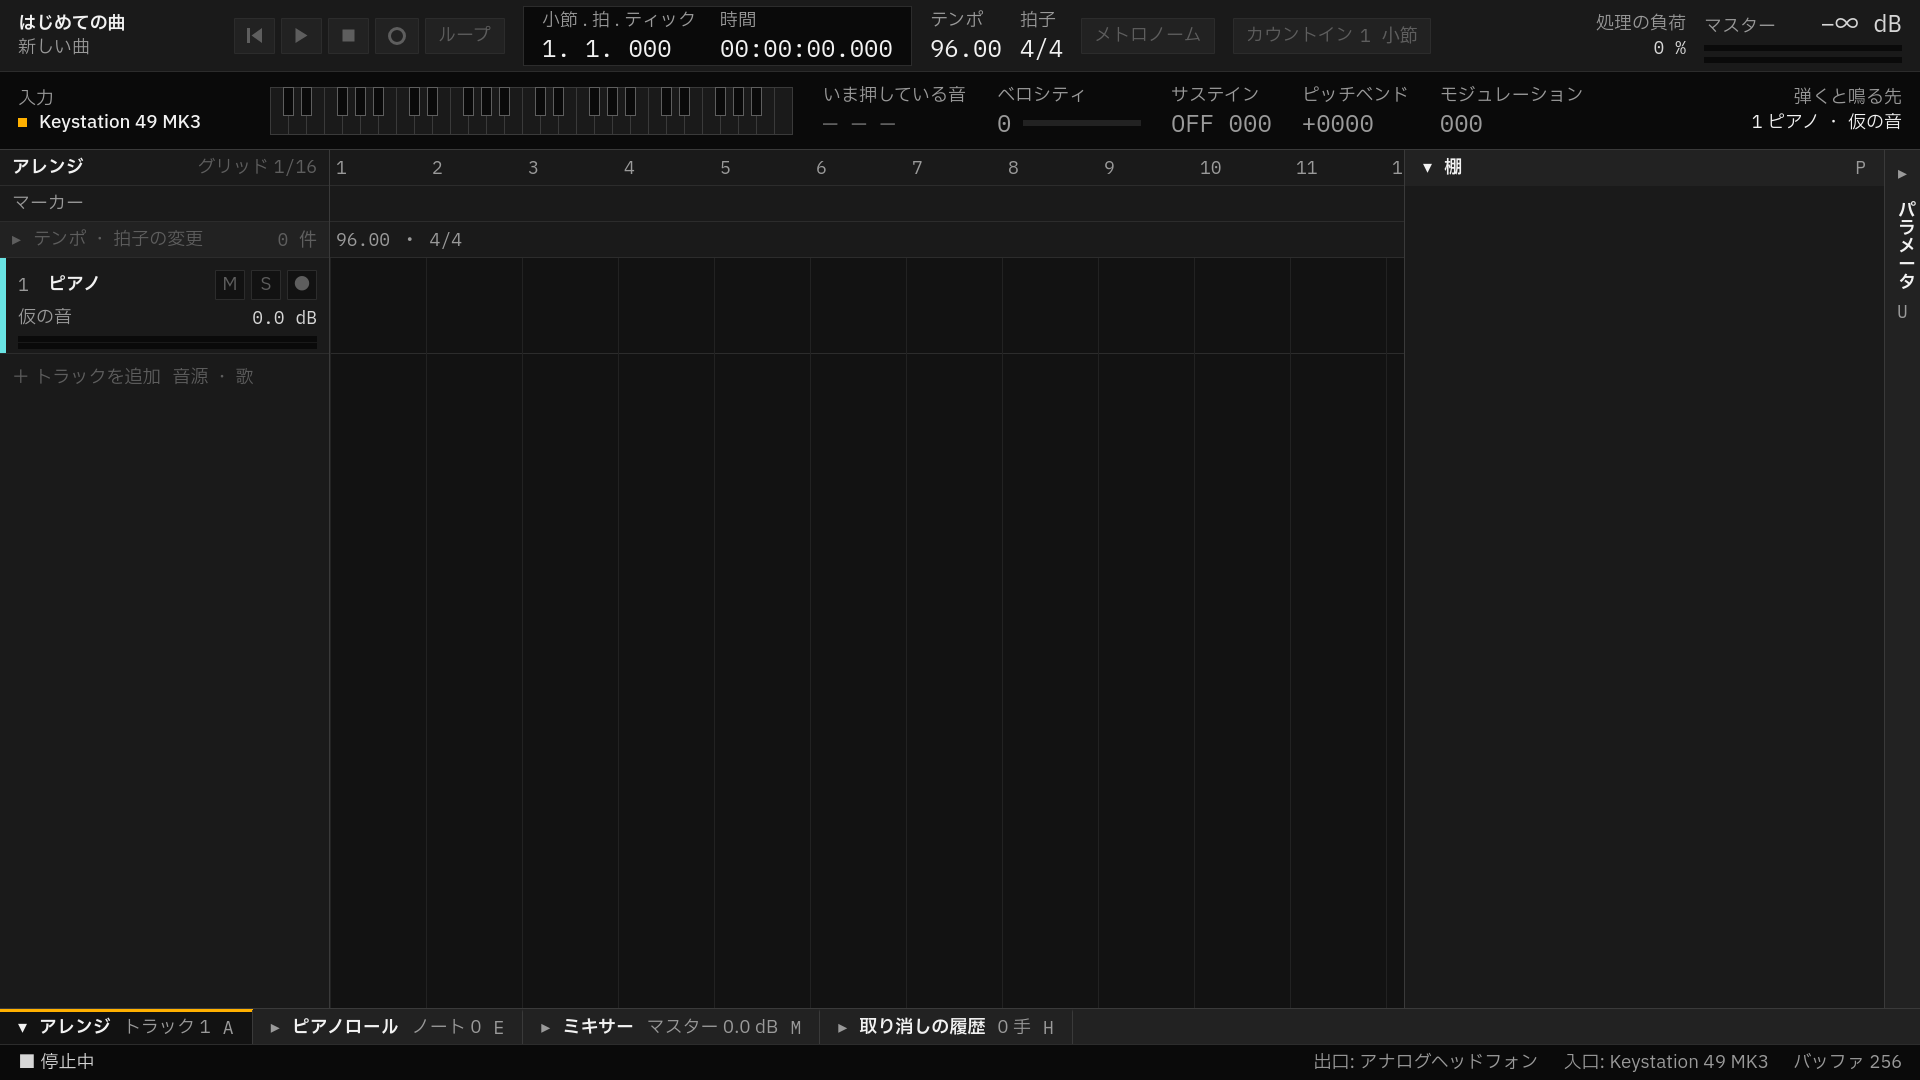 はじめての曲
新しい曲
ループ
小節 . 拍 . ティック 時間
1. 1. 000 00:00:00.000
テンポ 拍子
96.00 4/4
メトロノーム
カウントイン 1 小節
処理の負荷
0 %
マスター -∞ dB
入力
Keystation 49 MK3
いま押している音 ベロシティ サステイン ピッチベンド モジュレーション
— — — 0 OFF 000 +0000 000
弾くと鳴る先
1 ピアノ · 仮の音
アレンジ グリッド 1/16
1 2 3 4 5 6 7 8 9 10 11 1
マーカー
▶ テンポ · 拍子の変更 0 件
96.00 · 4/4
1 ピアノ M S
仮の音 0.0 dB
＋ トラックを追加 音源 · 歌
▼ 棚 P
▶ パラメータ U
▼ アレンジ トラック 1 A
▶ ピアノロール ノート 0 E
▶ ミキサー マスター 0.0 dB M
▶ 取り消しの履歴 0 手 H
■ 停止中
出口: アナログヘッドフォン 入口: Keystation 49 MK3 バッファ 256